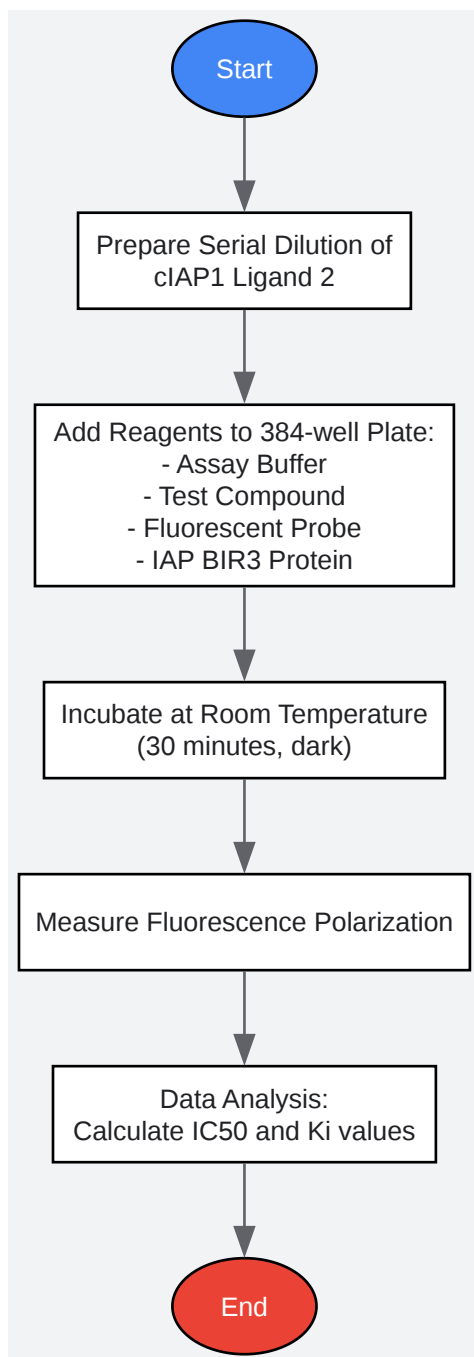 Start
Prepare Serial Dilution of
cIAP1 Ligand 2
Add Reagents to 384-well Plate:
- Assay Buffer
- Test Compound
- Fluorescent Probe
- IAP BIR3 Protein
Incubate at Room Temperature
(30 minutes, dark)
Measure Fluorescence Polarization
Data Analysis:
Calculate IC50 and Ki values
End